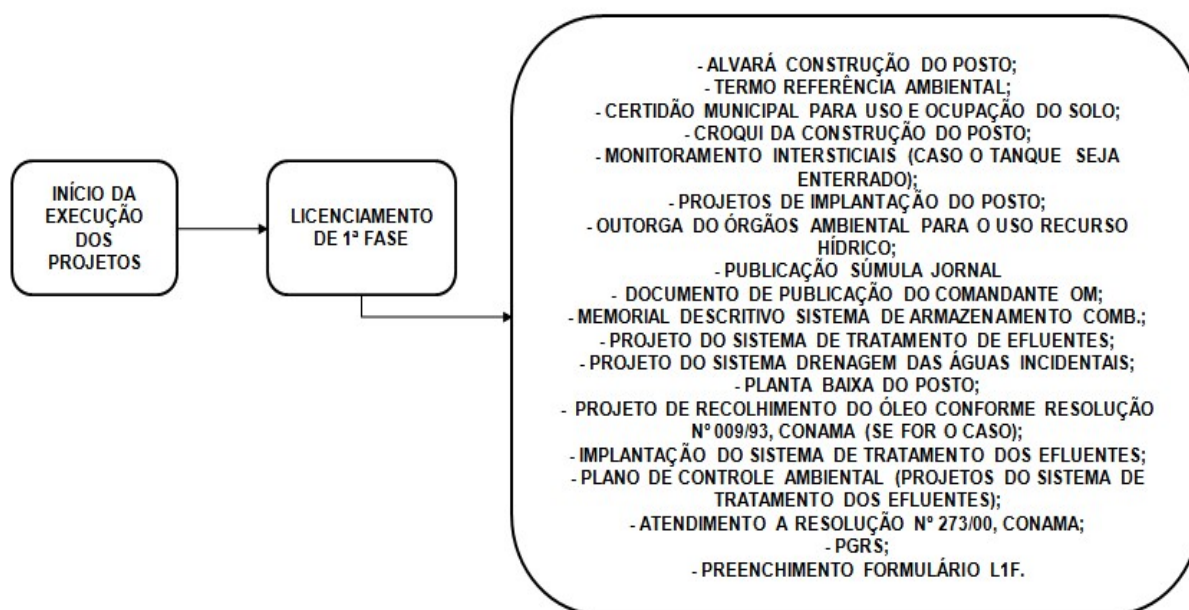 INÍCIO DA
EXECUÇÃO
DOS
PROJETOS
LICENCIAMENTO
DE 1ª FASE
- ALVARÁ CONSTRUÇÃO DO POSTO;
- TERMO REFERÊNCIA AMBIENTAL;
- CERTIDÃO MUNICIPAL PARA USO E OCUPAÇÃO DO SOLO;
- CROQUI DA CONSTRUÇÃO DO POSTO;
- MONITORAMENTO INTERSTICIAIS (CASO O TANQUE SEJA
ENTERRADO);
- PROJETOS DE IMPLANTAÇÃO DO POSTO;
- OUTORGA DO ÓRGÃOS AMBIENTAL PARA O USO RECURSO
HÍDRICO;
- PUBLICAÇÃO SÚMULA JORNAL
- DOCUMENTO DE PUBLICAÇÃO DO COMANDANTE OM;
- MEMORIAL DESCRITIVO SISTEMA DE ARMAZENAMENTO COMB.;
- PROJETO DO SISTEMA DE TRATAMENTO DE EFLUENTES;
- PROJETO DO SISTEMA DRENAGEM DAS ÁGUAS INCIDENTAIS;
- PLANTA BAIXA DO POSTO;
- PROJETO DE RECOLHIMENTO DO ÓLEO CONFORME RESOLUÇÃO
Nº 009/93, CONAMA (SE FOR O CASO);
- IMPLANTAÇÃO DO SISTEMA DE TRATAMENTO DOS EFLUENTES;
- PLANO DE CONTROLE AMBIENTAL (PROJETOS DO SISTEMA DE
TRATAMENTO DOS EFLUENTES);
- ATENDIMENTO A RESOLUÇÃO Nº 273/00, CONAMA;
- PGRS;
- PREENCHIMENTO FORMULÁRIO L1F.